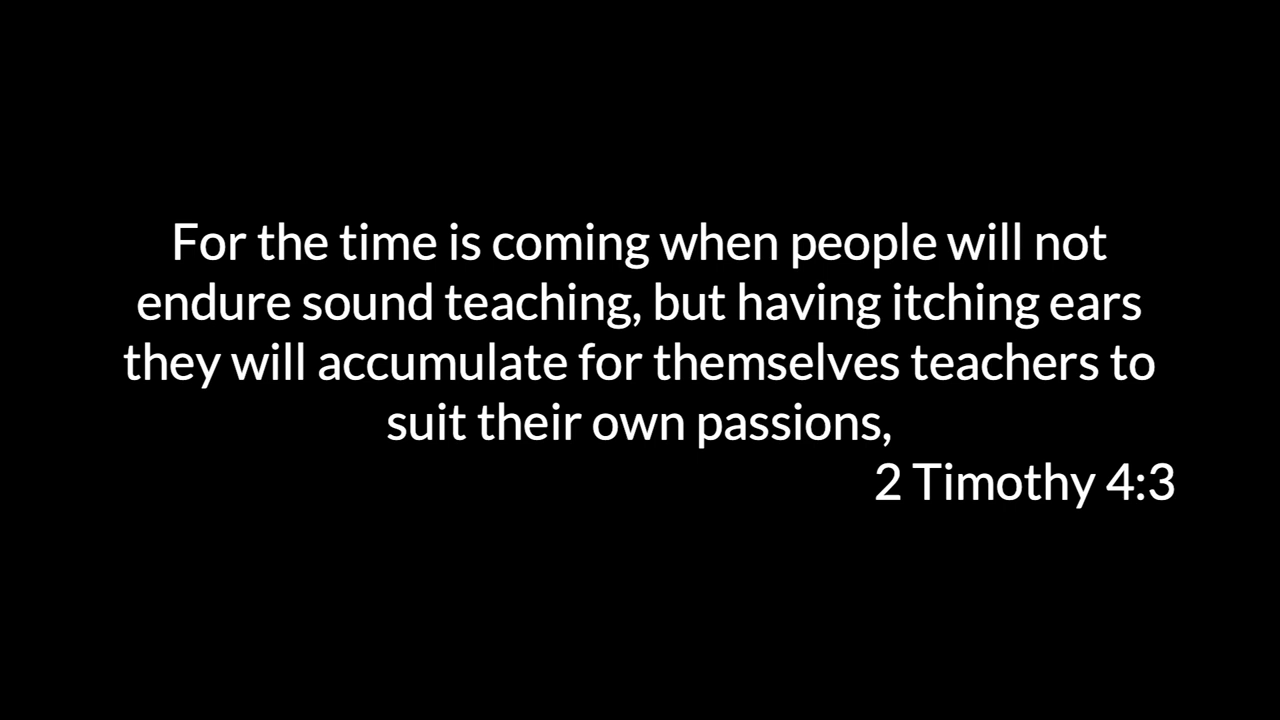 For the time is coming when people will not
endure sound teaching, but having itching ears
they will accumulate for themselves teachers to
suit their own passions,
2 Timothy 4:3